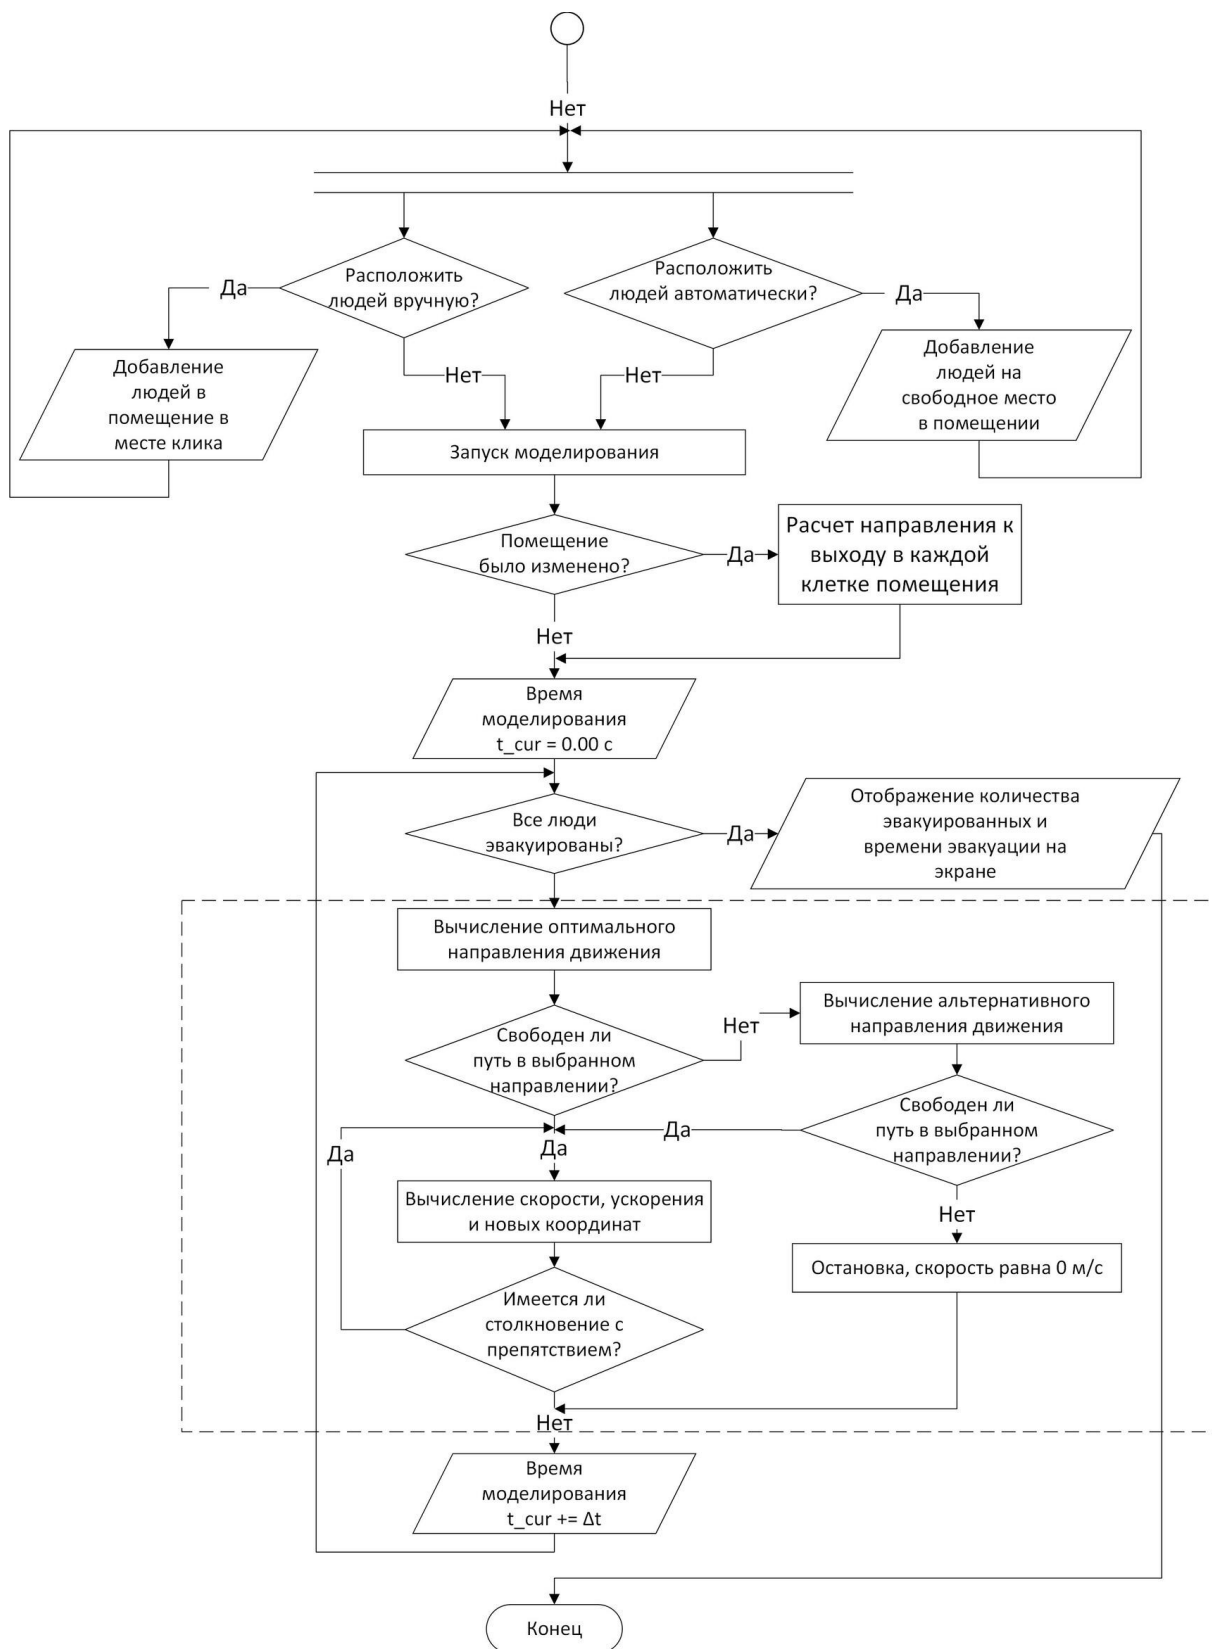 Нет
Расположить
людей вручную?
Расположить
людей автоматически?
Да
Да
Добавление
людей в
помещение в
месте клика
Нет
Нет
Добавление
людей на
свободное место
в помещении
Запуск моделирования
Помещение
было изменено?
Да
Расчет направления к
выходу в каждой
клетке помещения
Нет
Время
моделирования
t_cur = 0.00 с
Все люди
эвакуированы?
Да
Отображение количества
эвакуированных и
времени эвакуации на
экране
Вычисление оптимального
направления движения
Свободен ли
путь в выбранном
направлении?
Нет
Вычисление альтернативного
направления движения
Свободен ли
путь в выбранном
направлении?
Да
Да
Да
Вычисление скорости, ускорения
и новых координат
Нет
Остановка, скорость равна 0 м/с
Имеется ли
столкновение с
препятствием?
Нет
Время
моделирования
t_cur += Δt
Конец